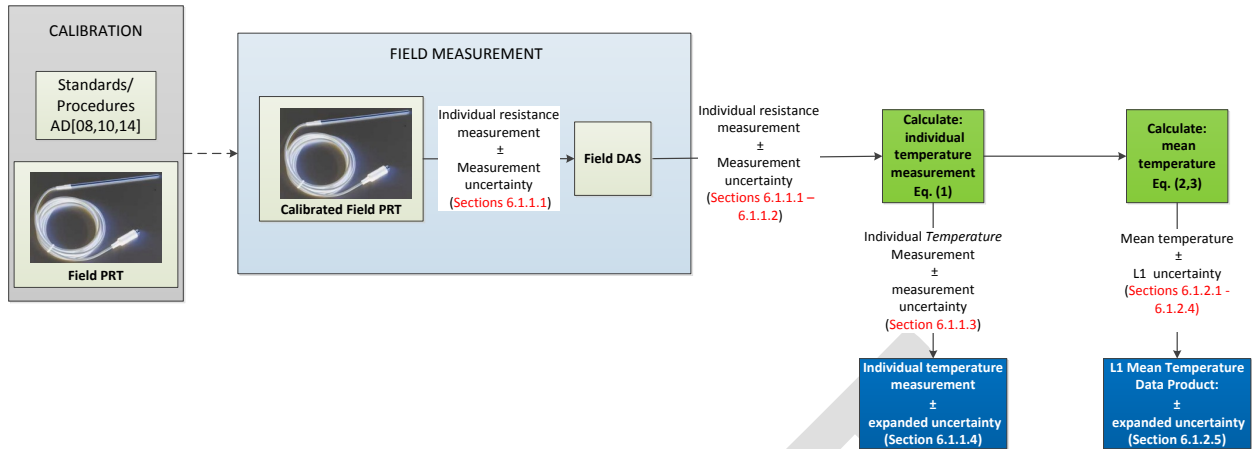 CALIBRATION
Standards/
Procedures
AD[08,10,14]
Field PRT
FIELD MEASUREMENT
Calibrated Field PRT
Individual resistance
measurement
±
Measurement
uncertainty
(Sections 6.1.1.1)
Field DAS
Individual resistance
measurement
±
Measurement
uncertainty
(Sections 6.1.1.1 –
6.1.1.2)
Calculate:
individual
temperature
measurement
Eq. (1)
Individual Temperature
Measurement
±
measurement
uncertainty
(Section 6.1.1.3)
Individual temperature
measurement
±
expanded uncertainty
(Section 6.1.1.4)
Calculate:
mean
temperature
Eq. (2,3)
Mean temperature
±
L1 uncertainty
(Sections 6.1.2.1 -
6.1.2.4)
L1 Mean Temperature
Data Product:
±
expanded uncertainty
(Section 6.1.2.5)